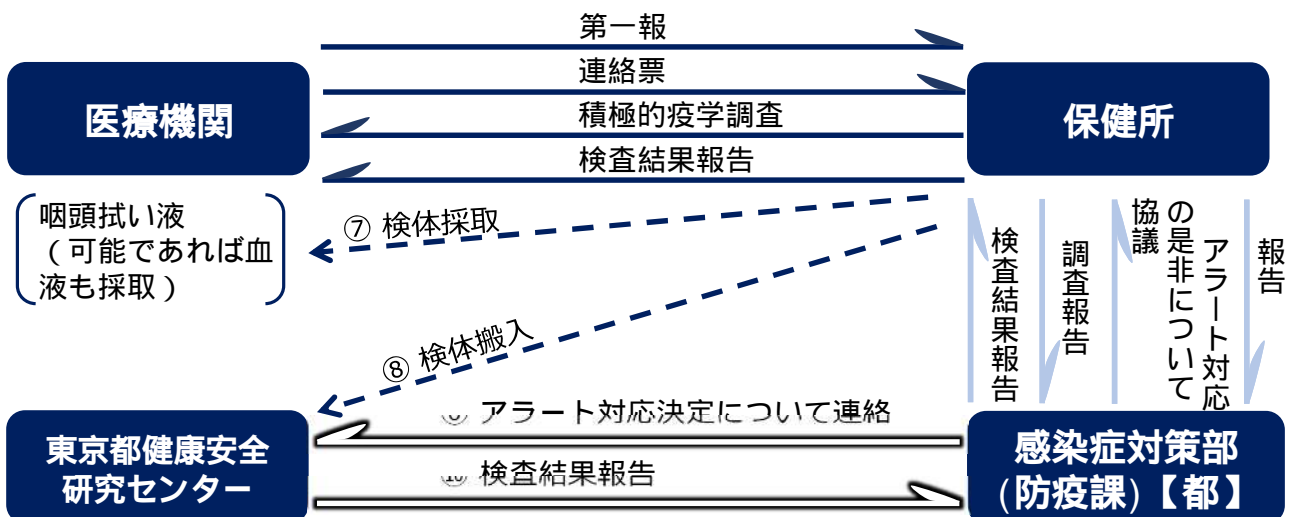 第一報
連絡票
積極的疫学調査
検査結果報告
医療機関
保健所
咽頭拭い液
（可能であれば血
液も採取）
⑦ 検体採取
⑧ 検体搬入
検査結果報告
調査報告
アラート対応
の是非について
協議
報告
アラート対応決定について連絡
⑩ 検査結果報告
東京都健康安全
研究センター
感染症対策部
(防疫課)【都】